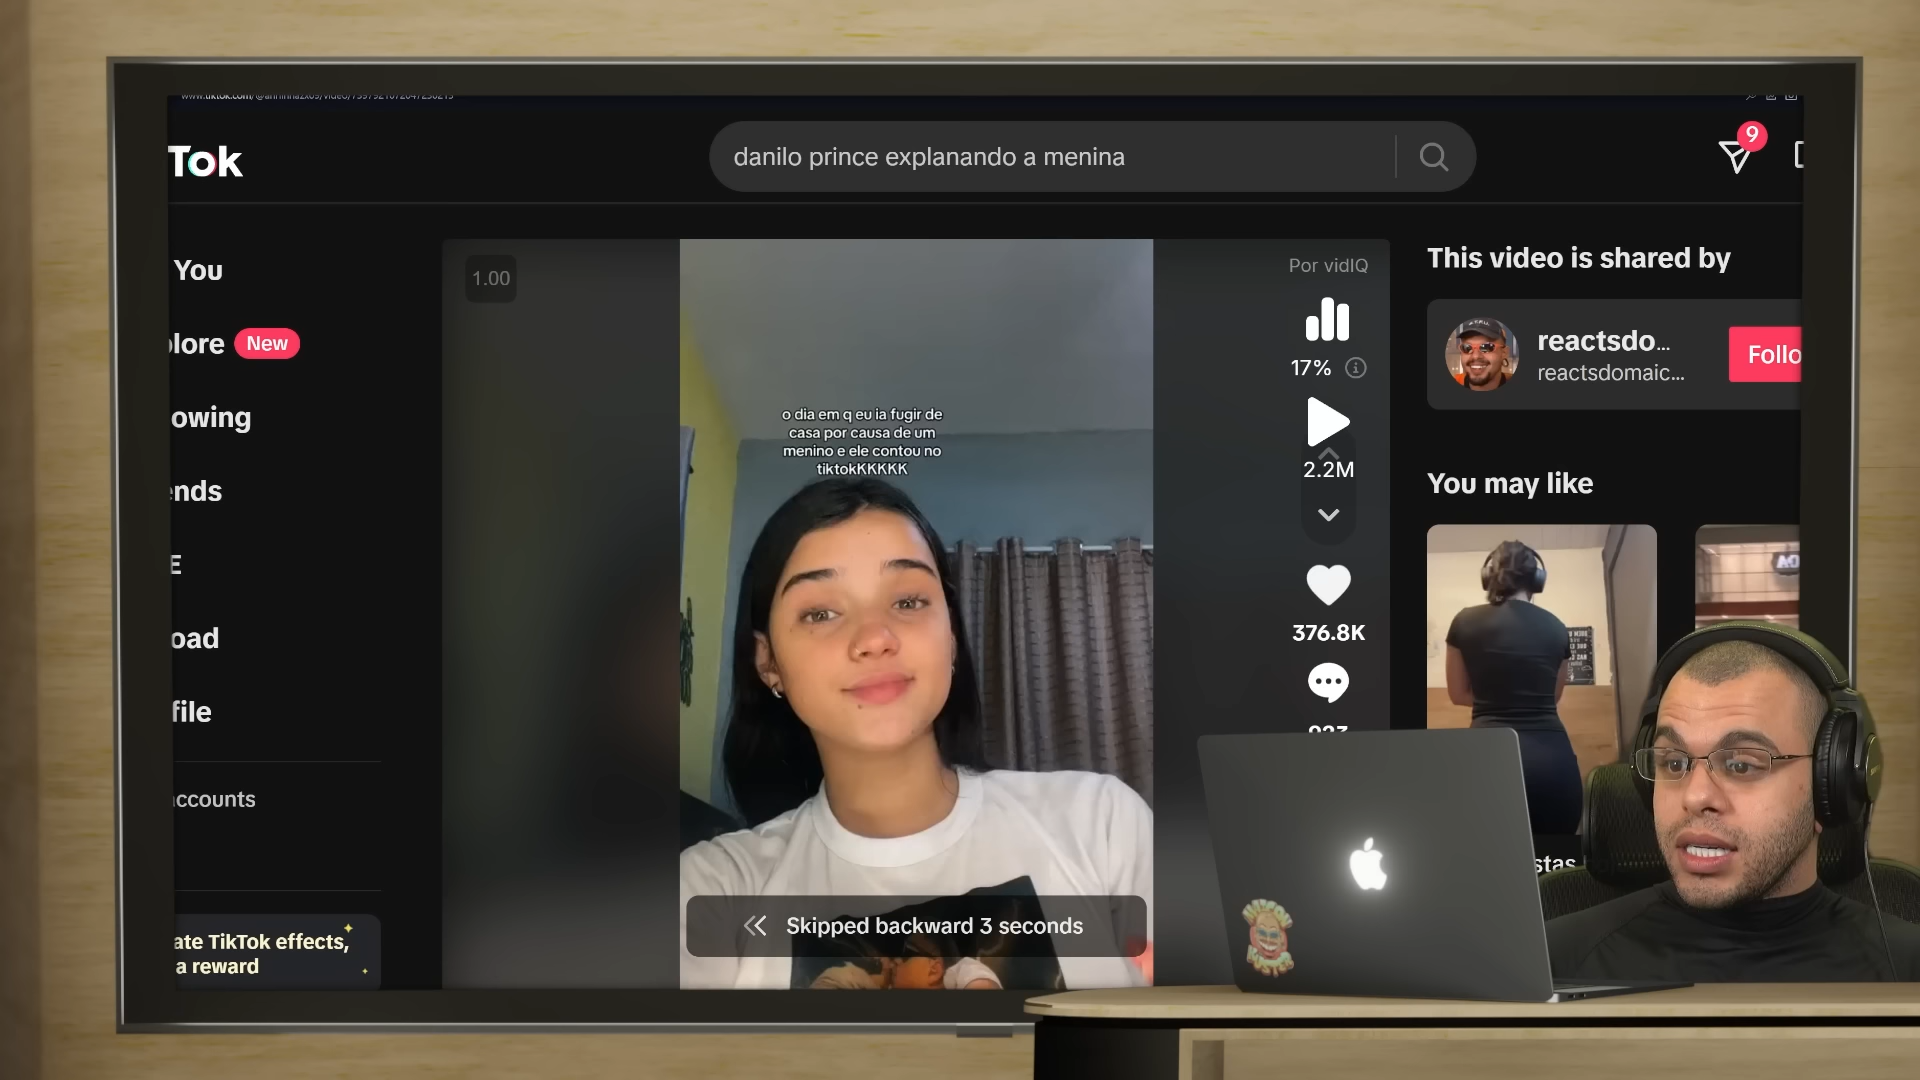 Tok
danilo prince explanando a menina
9
You
lore
New
owing
ends
E
oad
file
accounts
ate TikTok effects,
a reward
1.00
o dia em q eu ia fugir de
casa por causa de um
menino e ele contou no
tiktokKKKKK
Skipped backward 3 seconds
Por vidIQ
17%
2.2M
376.8K
This video is shared by
reactsdo...
reactsdomaic...
Follo
You may like
stas